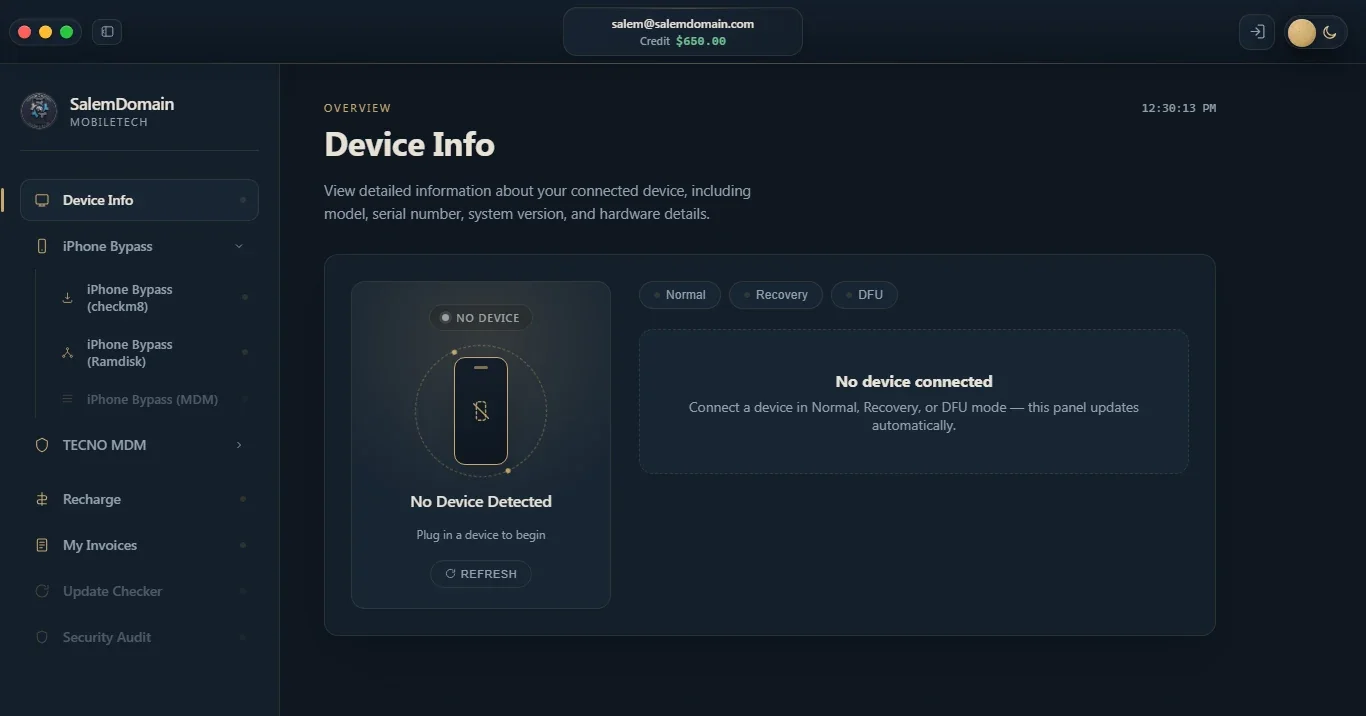 salem@salemdomain.com
Credit $650.00
SalemDomain
MOBILETECH
Device Info
iPhone Bypass
iPhone Bypass
(checkm8)
iPhone Bypass
(Ramdisk)
iPhone Bypass (MDM)
TECNO MDM
Recharge
My Invoices
Update Checker
Security Audit
OVERVIEW
12:30:13 PM
Device Info
View detailed information about your connected device, including
model, serial number, system version, and hardware details.
NO DEVICE
No Device Detected
Plug in a device to begin
REFRESH
Normal
Recovery
DFU
No device connected
Connect a device in Normal, Recovery, or DFU mode — this panel updates
automatically.